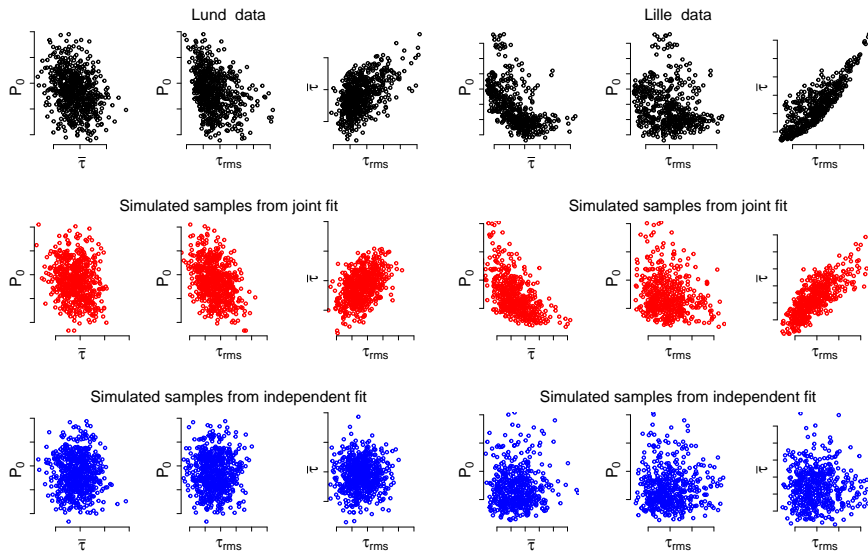 Lund data
Lille data
P0
τ̄
P0
τrms
τ̄
τrms
P0
τ̄
P0
τrms
τ̄
τrms
Simulated samples from joint fit
Simulated samples from joint fit
P0
τ̄
P0
τrms
τ̄
τrms
P0
τ̄
P0
τrms
τ̄
τrms
Simulated samples from independent fit
Simulated samples from independent fit
P0
τ̄
P0
τrms
τ̄
τrms
P0
τ̄
P0
τrms
τ̄
τrms